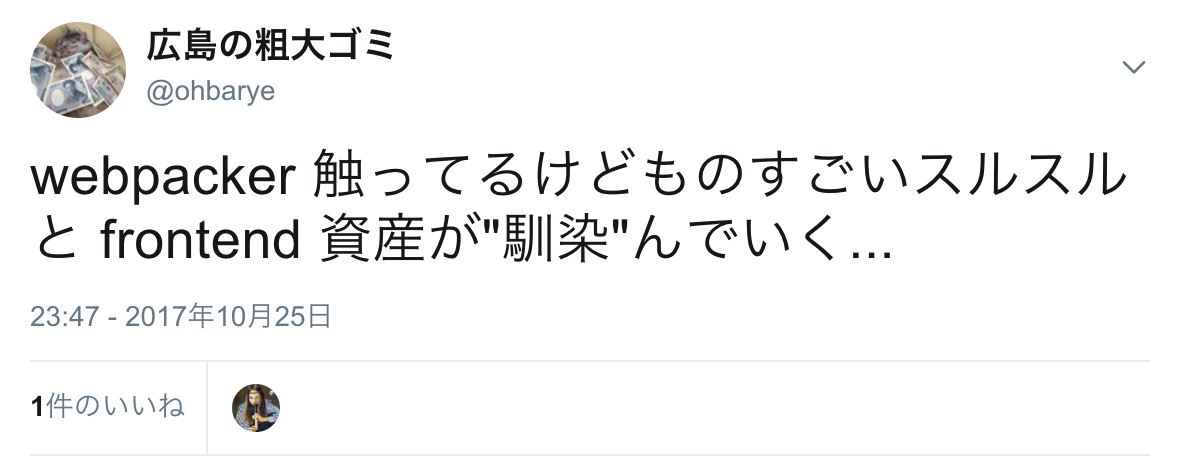 広島の粗大ゴミ
@ohbarye
webpacker 触ってるけどものすごいスルスル
と frontend 資産が"馴染"んでいく...
23:47 - 2017年10月25日
1件のいいね